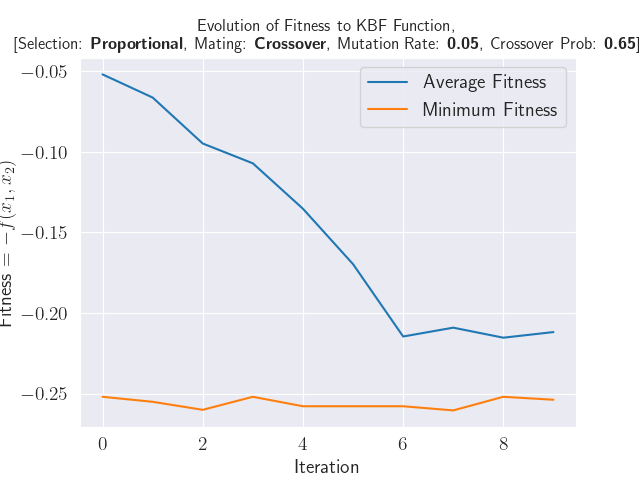 Evolution of Fitness to KBF Function,
[Selection: Proportional, Mating: Crossover, Mutation Rate: 0.05, Crossover Prob: 0.65]
Average Fitness
Minimum Fitness
Fitness = −f(x₁, x₂)
−0.05
−0.10
−0.15
−0.20
−0.25
0 2 4 6 8
Iteration